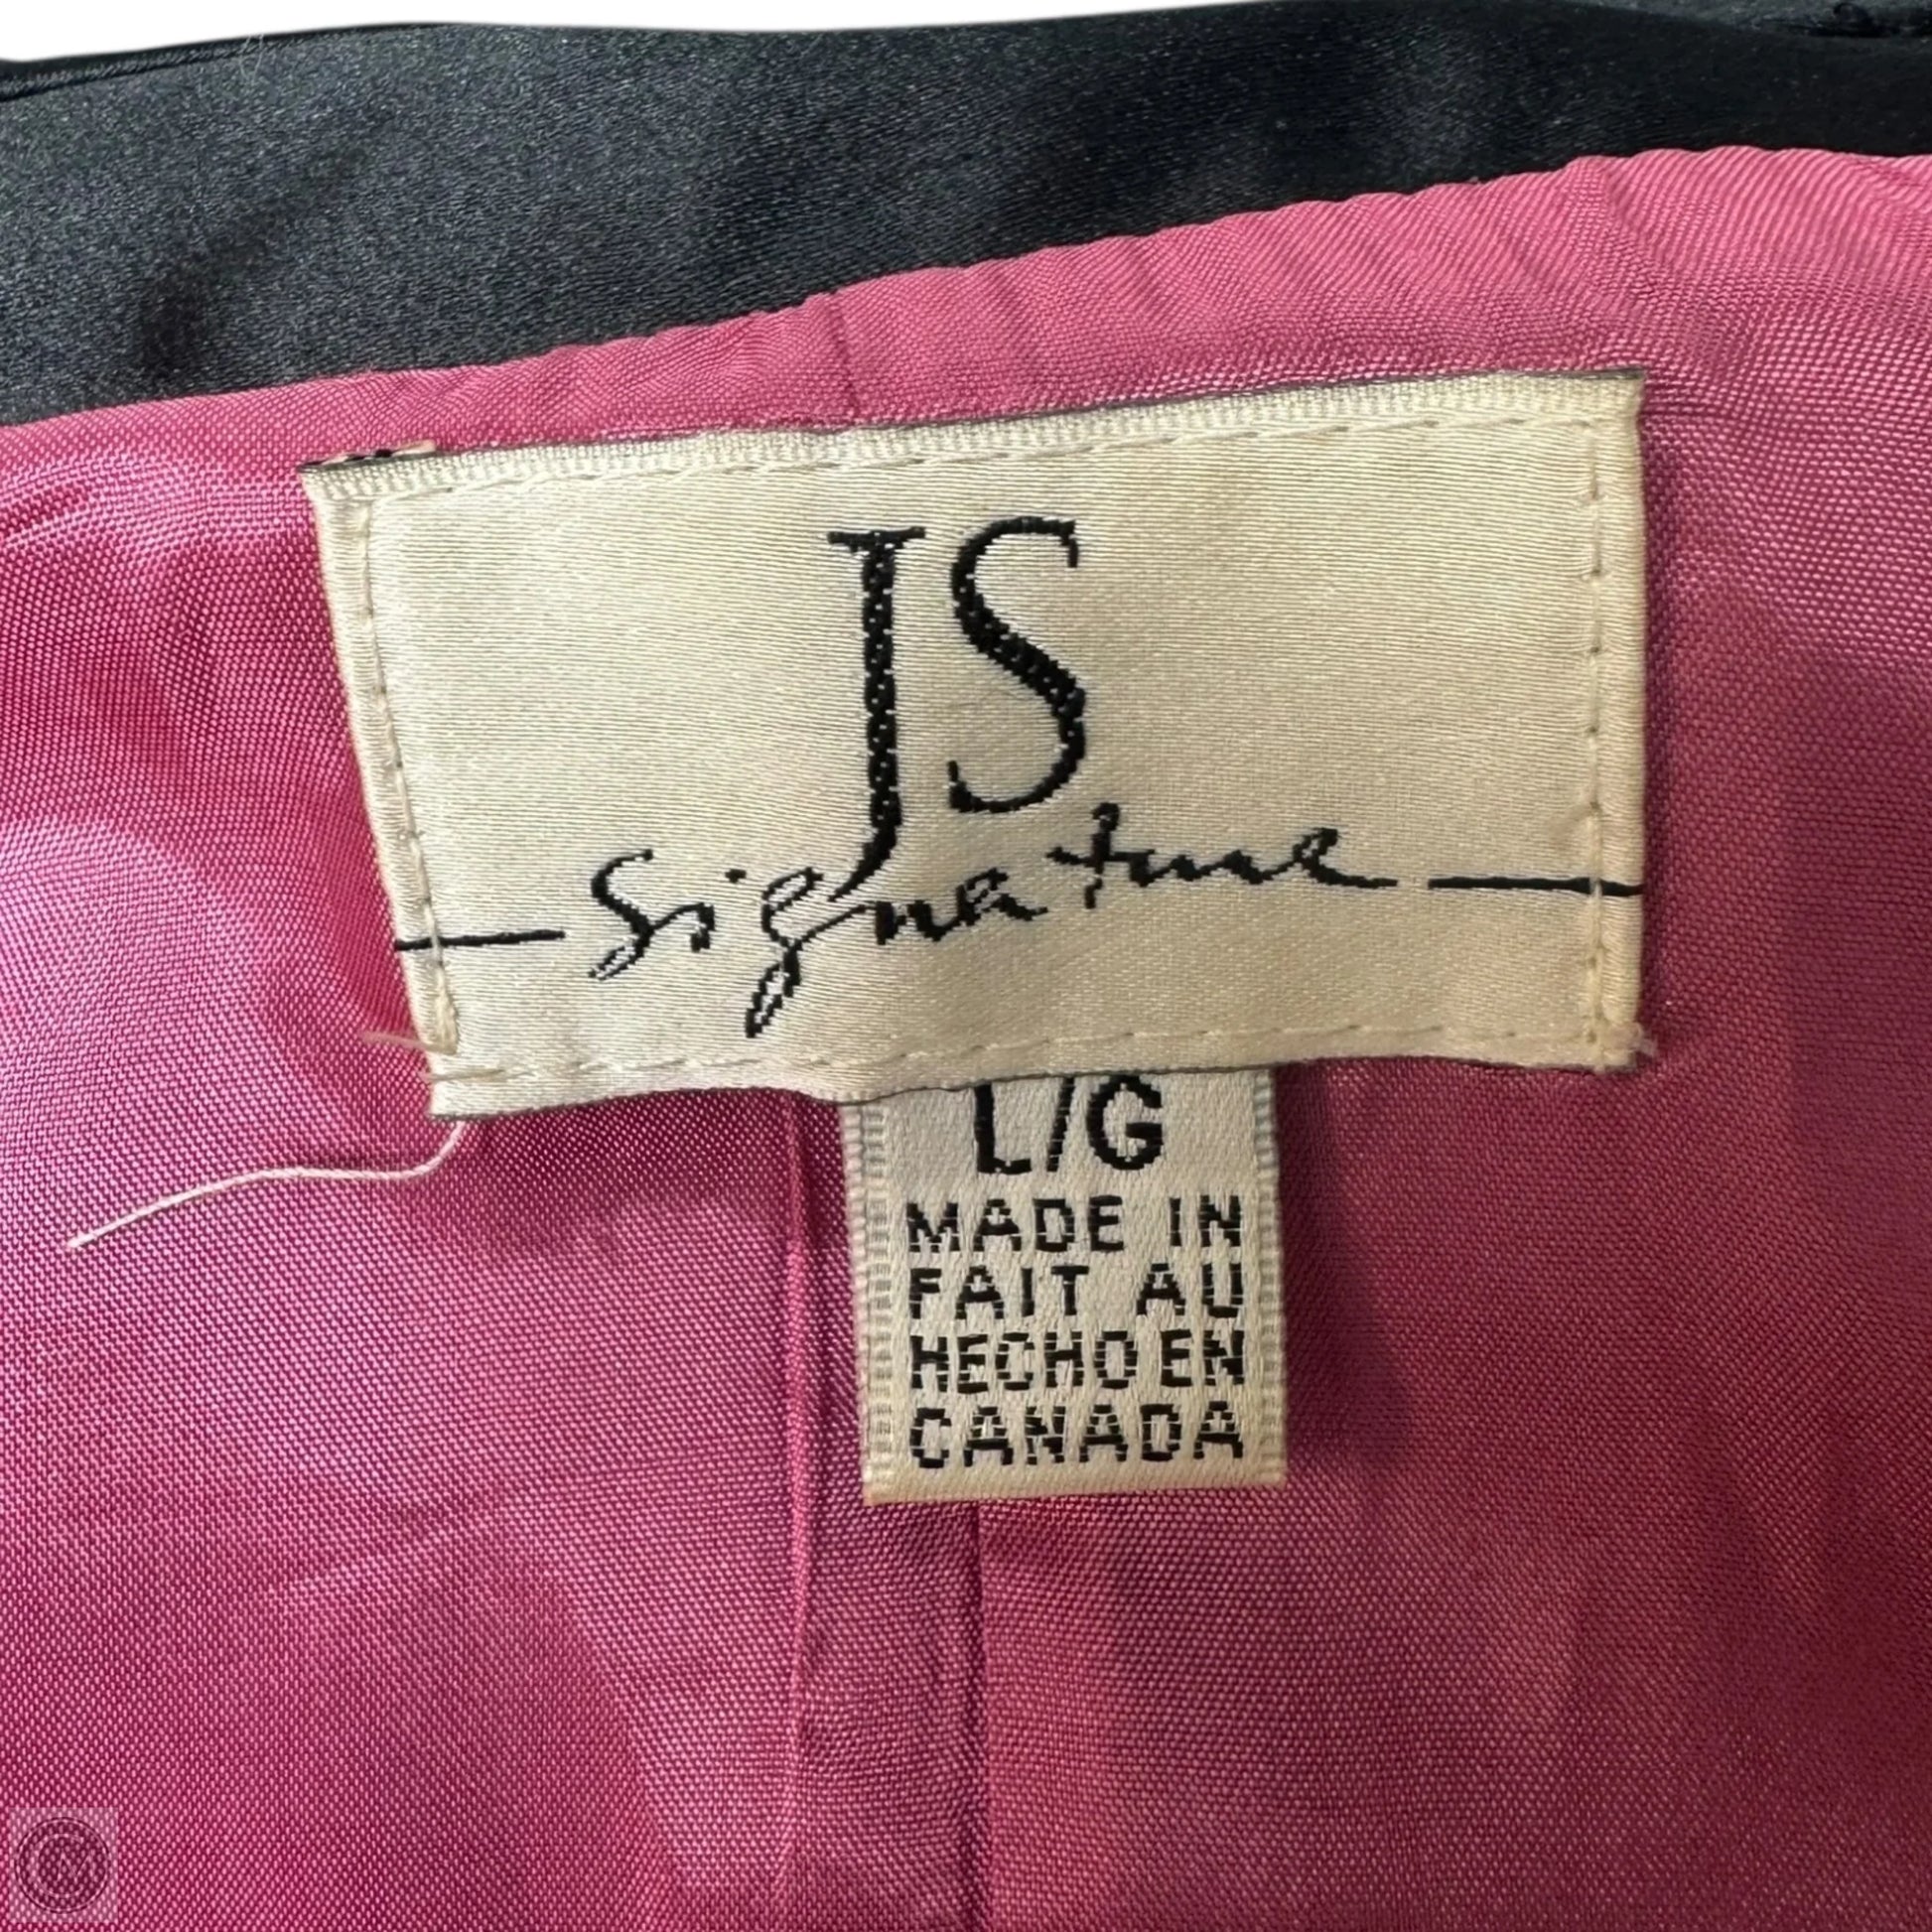 JS
Signature
L/G
MADE IN
FAIT AU
HECHO EN
CANADA